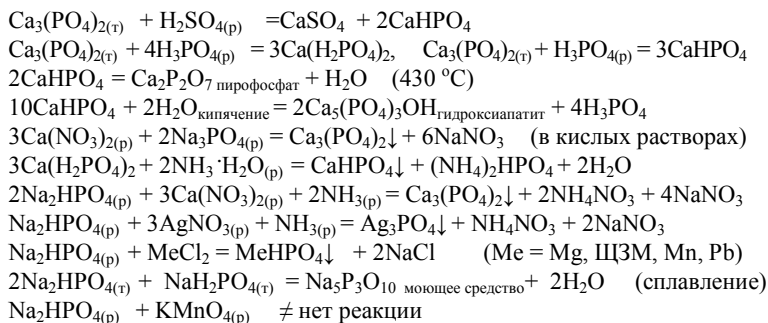 Ca₃(PO₄)₂₍ₜ₎ + H₂SO₄₍ₚ₎ =CaSO₄ + 2CaHPO₄
Ca₃(PO₄)₂₍ₜ₎ + 4H₃PO₄₍ₚ₎ = 3Ca(H₂PO₄)₂, Ca₃(PO₄)₂₍ₜ₎ + H₃PO₄₍ₚ₎ = 3CaHPO₄
2CaHPO₄ = Ca₂P₂O₇ пирофосфат + H₂O (430 °C)
10CaHPO₄ + 2H₂O кипячение = 2Ca₅(PO₄)₃OH гидроксиапатит + 4H₃PO₄
3Ca(NO₃)₂₍ₚ₎ + 2Na₃PO₄₍ₚ₎ = Ca₃(PO₄)₂↓ + 6NaNO₃ (в кислых растворах)
3Ca(H₂PO₄)₂ + 2NH₃·H₂O₍ₚ₎ = CaHPO₄↓ + (NH₄)₂HPO₄ + 2H₂O
2Na₂HPO₄₍ₚ₎ + 3Ca(NO₃)₂₍ₚ₎ + 2NH₃₍ₚ₎ = Ca₃(PO₄)₂↓ + 2NH₄NO₃ + 4NaNO₃
Na₂HPO₄₍ₚ₎ + 3AgNO₃₍ₚ₎ + NH₃₍ₚ₎ = Ag₃PO₄↓ + NH₄NO₃ + 2NaNO₃
Na₂HPO₄₍ₚ₎ + MeCl₂ = MeHPO₄↓ + 2NaCl (Me = Mg, ЩЗМ, Mn, Pb)
2Na₂HPO₄₍ₜ₎ + NaH₂PO₄₍ₜ₎ = Na₅P₃O₁₀ моющее средство + 2H₂O (сплавление)
Na₂HPO₄₍ₚ₎ + KMnO₄₍ₚ₎ ≠ нет реакции